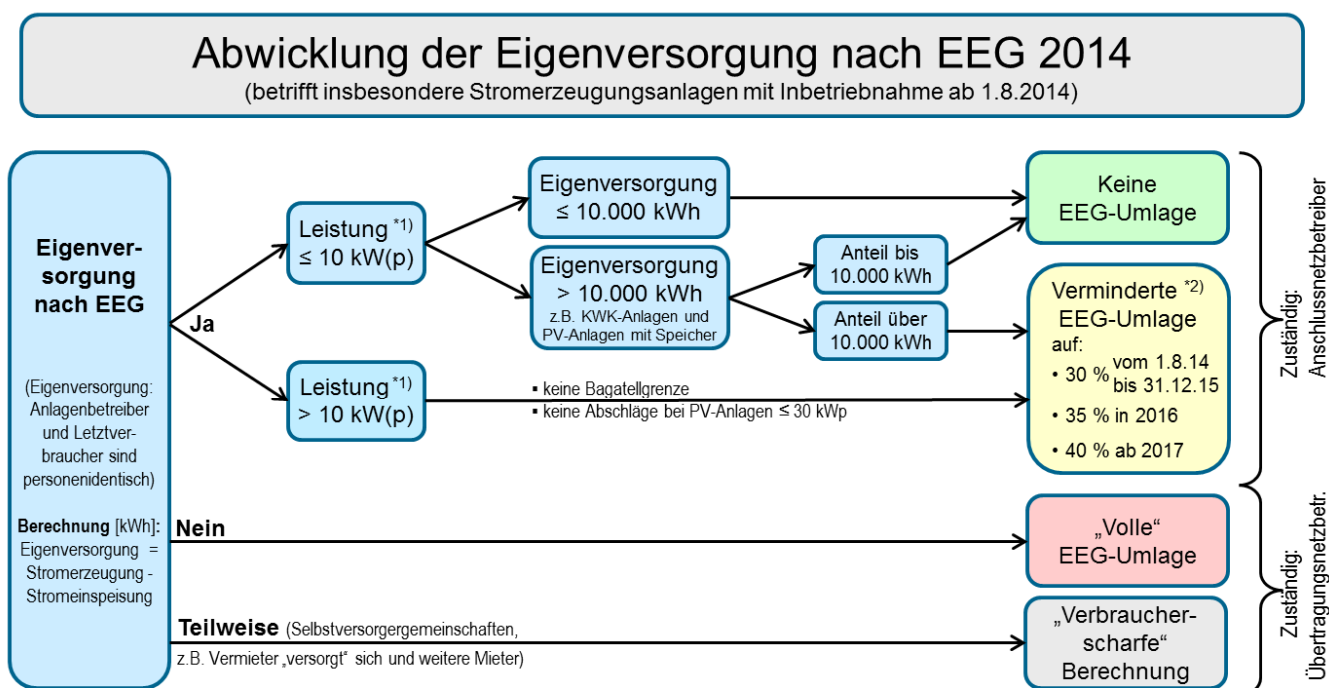 Abwicklung der Eigenversorgung nach EEG 2014
(betrifft insbesondere Stromerzeugungsanlagen mit Inbetriebnahme ab 1.8.2014)
Eigenver-
sorgung
nach EEG
(Eigenversorgung:
Anlagenbetreiber
und Letztver-
braucher sind
personenidentisch)
Berechnung [kWh]:
Eigenversorgung =
Stromerzeugung -
Stromeinspeisung
Ja
Leistung *1)
≤ 10 kW(p)
Eigenversorgung
≤ 10.000 kWh
Eigenversorgung
> 10.000 kWh
z.B. KWK-Anlagen und
PV-Anlagen mit Speicher
Anteil bis
10.000 kWh
Anteil über
10.000 kWh
Leistung *1)
> 10 kW(p)
▪ keine Bagatellgrenze
▪ keine Abschläge bei PV-Anlagen ≤ 30 kWp
Keine
EEG-Umlage
Verminderte *2)
EEG-Umlage
auf:
• 30 % vom 1.8.14
bis 31.12.15
• 35 % in 2016
• 40 % ab 2017
Nein
„Volle“
EEG-Umlage
Teilweise (Selbstversorgergemeinschaften,
z.B. Vermieter „versorgt“ sich und weitere Mieter)
„Verbraucher-
scharfe“
Berechnung
Zuständig:
Anschlussnetzbetreiber
Zuständig:
Übertragungsnetzbetr.